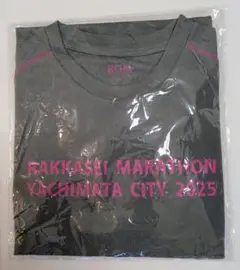 RAKKASEI MARATHON
YACHIMATA CITY 2025